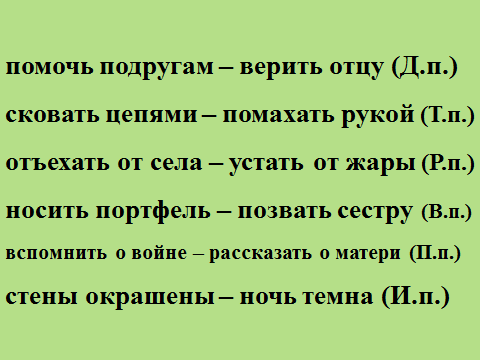 помочь подругам – верить отцу (Д.п.)
сковать цепями – помахать рукой (Т.п.)
отъехать от села – устать от жары (Р.п.)
носить портфель – позвать сестру (В.п.)
вспомнить о войне – рассказать о матери (П.п.)
стены окрашены – ночь темна (И.п.)